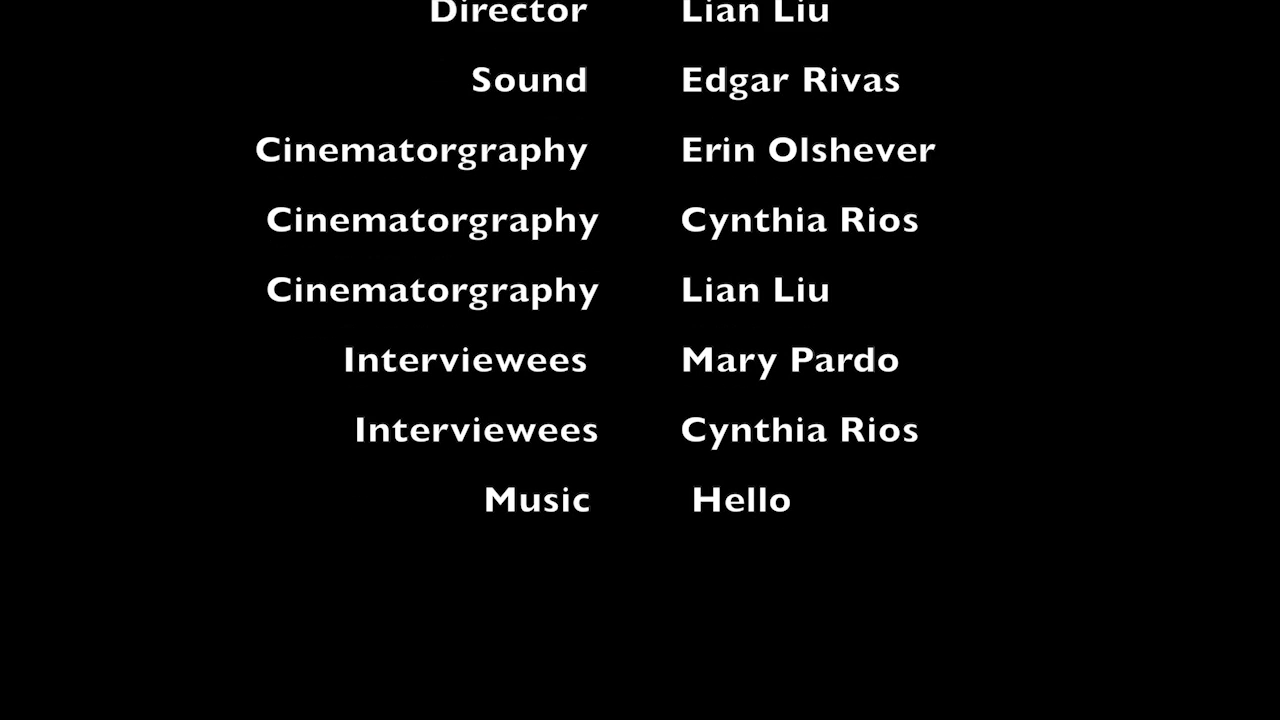 Director Lian Liu
Sound Edgar Rivas
Cinematorgraphy Erin Olshever
Cinematorgraphy Cynthia Rios
Cinematorgraphy Lian Liu
Interviewees Mary Pardo
Interviewees Cynthia Rios
Music Hello